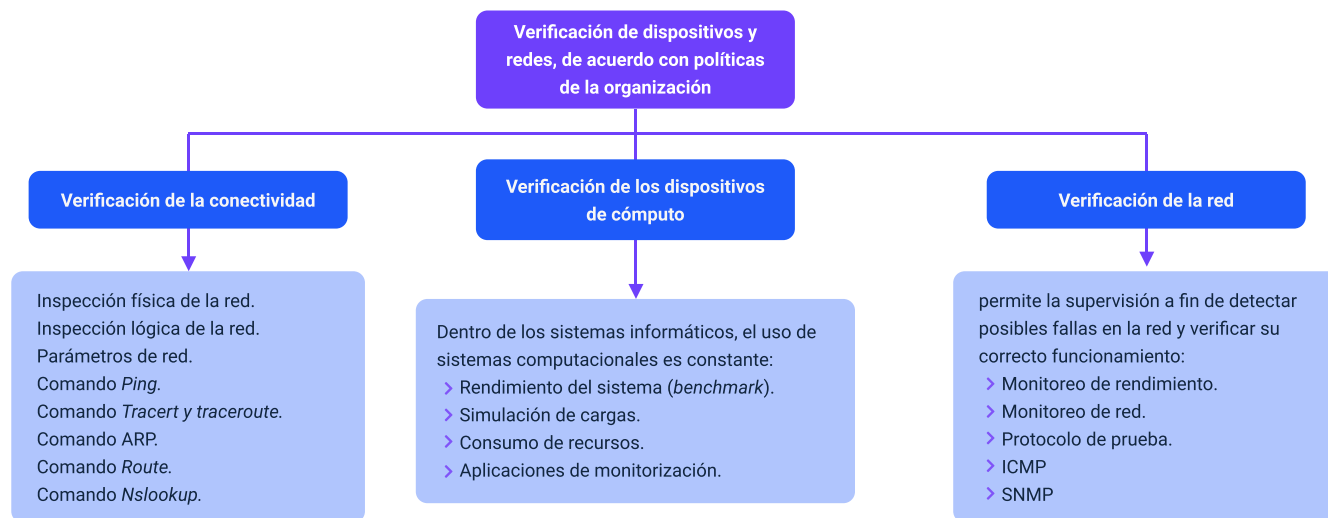 Verificación de dispositivos y
redes, de acuerdo con políticas
de la organización
Verificación de la conectividad
Inspección física de la red.
Inspección lógica de la red.
Parámetros de red.
Comando Ping.
Comando Tracert y traceroute.
Comando ARP.
Comando Route.
Comando Nslookup.
Verificación de los dispositivos
de cómputo
Dentro de los sistemas informáticos, el uso de
sistemas computacionales es constante:
Rendimiento del sistema (benchmark).
Simulación de cargas.
Consumo de recursos.
Aplicaciones de monitorización.
Verificación de la red
permite la supervisión a fin de detectar
posibles fallas en la red y verificar su
correcto funcionamiento:
Monitoreo de rendimiento.
Monitoreo de red.
Protocolo de prueba.
ICMP
SNMP